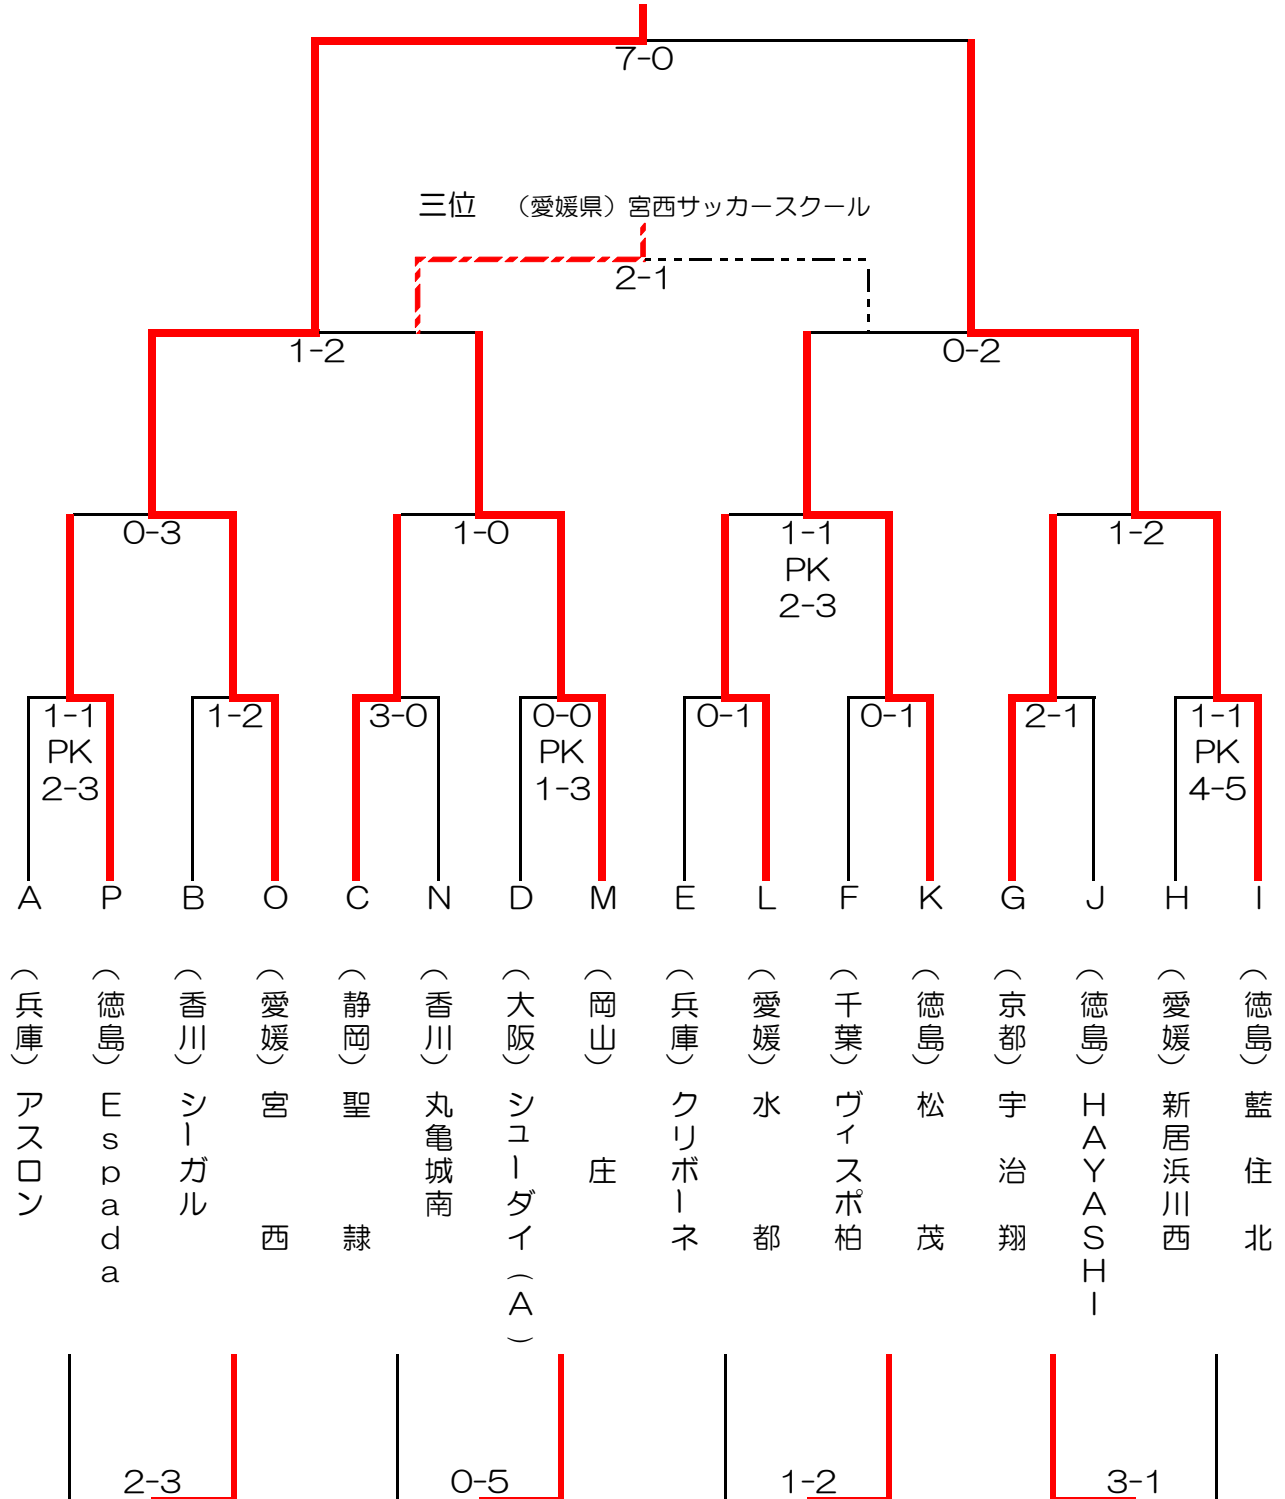 7-0
三位 （愛媛県）宮西サッカースクール
2-1
1-2
0-2
0-3
1-0
1-1
PK
2-3
1-2
1-1
PK
2-3
1-2
3-0
0-0
PK
1-3
0-1
0-1
2-1
1-1
PK
4-5
A P B O C N D M E L F K G J H I
（兵庫）アスロン
（徳島）Espada
（香川）シーガル
（愛媛）宮西
（静岡）聖隷
（香川）丸亀城南
（大阪）シューダイ（A）
（岡山）庄
（兵庫）クリボーネ
（愛媛）水都
（千葉）ヴィスポ柏
（徳島）松茂
（京都）宇治翔
（徳島）HAYASHI
（愛媛）新居浜川西
（徳島）藍住北
2-3
0-5
1-2
3-1